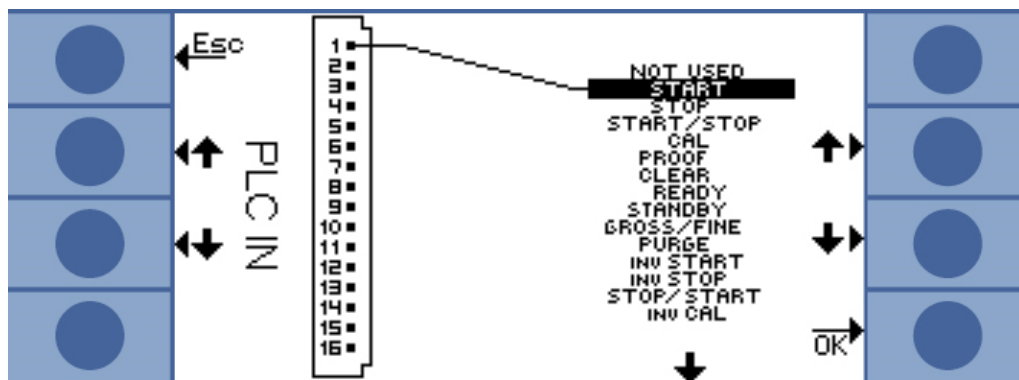 Esc
PLC IN
1
2
3
4
5
6
7
8
9
10
11
12
13
14
15
16
NOT USED
START
STOP
START/STOP
CAL
PROOF
CLEAR
READY
STANDBY
GROSS/FINE
PURGE
INV START
INV STOP
STOP/START
INV CAL
OK